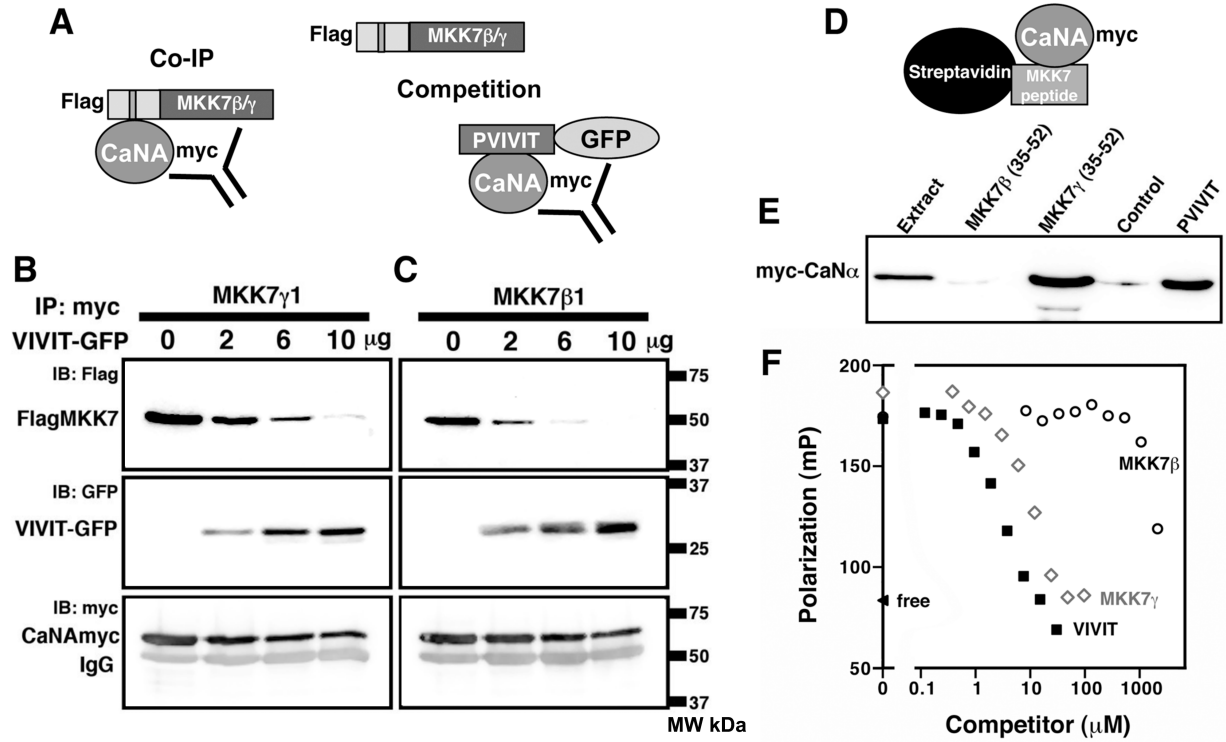 A
Co-IP
Flag MKK7β/γ
CaNA myc
Flag MKK7β/γ
Competition
PVIVIT GFP
CaNA myc
D
CaNA myc
Streptavidin
MKK7
peptide
E
Extract
MKK7β (35-52)
MKK7γ (35-52)
Control
PVIVIT
myc-CaNα
B
C
IP: myc
MKK7γ1
MKK7β1
VIVIT-GFP 0 2 6 10 μg 0 2 6 10 μg
IB: Flag
FlagMKK7
75
50
37
IB: GFP
VIVIT-GFP
37
25
IB: myc
CaNAmyc
IgG
75
50
37
MW kDa
F
Polarization (mP)
200
150
100
50
free
MKK7β
MKK7γ
VIVIT
0 0.1 1 10 100 1000
Competitor (μM)